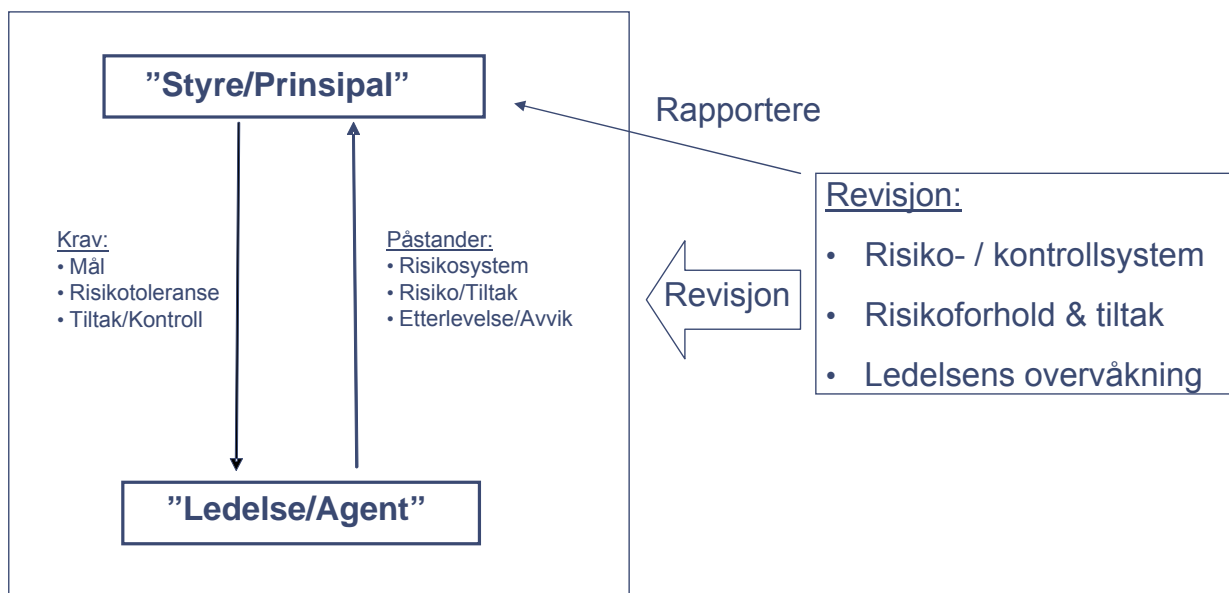 ”Styre/Prinsipal”
Rapportere
Krav:
• Mål
• Risikotoleranse
• Tiltak/Kontroll
Påstander:
• Risikosystem
• Risiko/Tiltak
• Etterlevelse/Avvik
Revisjon
Revisjon:
• Risiko- / kontrollsystem
• Risikoforhold & tiltak
• Ledelsens overvåkning
”Ledelse/Agent”